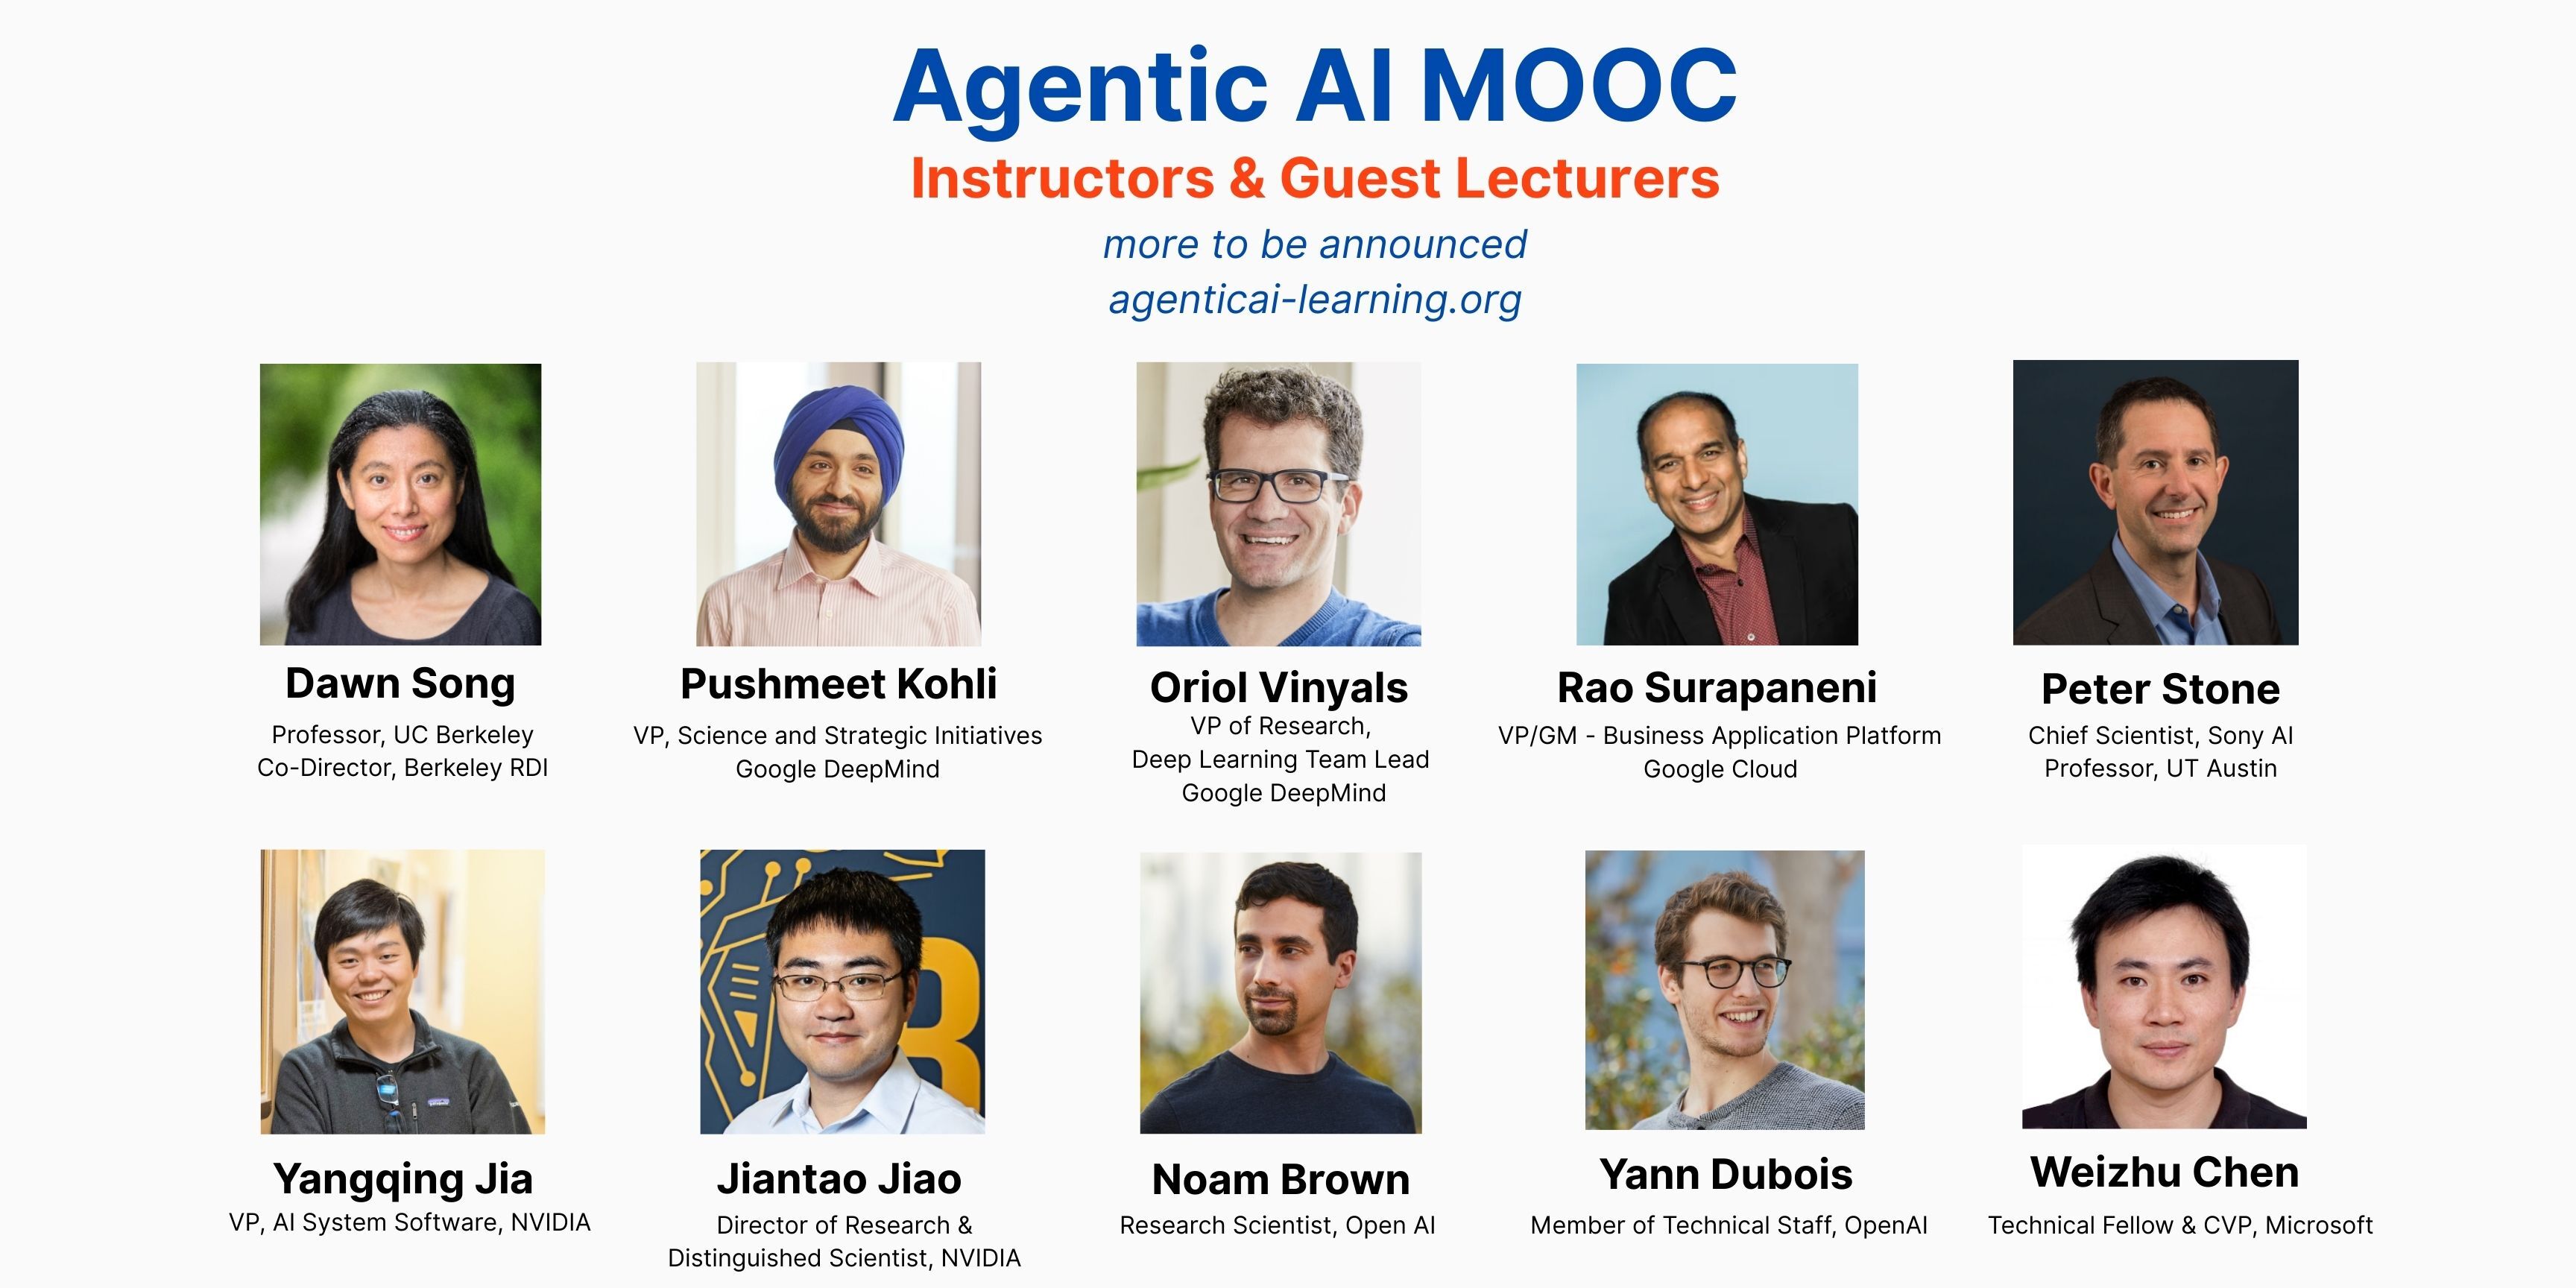 Agentic AI MOOC
Instructors & Guest Lecturers
more to be announced
agenticai-learning.org
Dawn Song
Professor, UC Berkeley
Co-Director, Berkeley RDI
Pushmeet Kohli
VP, Science and Strategic Initiatives
Google DeepMind
Oriol Vinyals
VP of Research,
Deep Learning Team Lead
Google DeepMind
Rao Surapaneni
VP/GM - Business Application Platform
Google Cloud
Peter Stone
Chief Scientist, Sony AI
Professor, UT Austin
Yangqing Jia
VP, AI System Software, NVIDIA
Jiantao Jiao
Director of Research &
Distinguished Scientist, NVIDIA
Noam Brown
Research Scientist, Open AI
Yann Dubois
Member of Technical Staff, OpenAI
Weizhu Chen
Technical Fellow & CVP, Microsoft